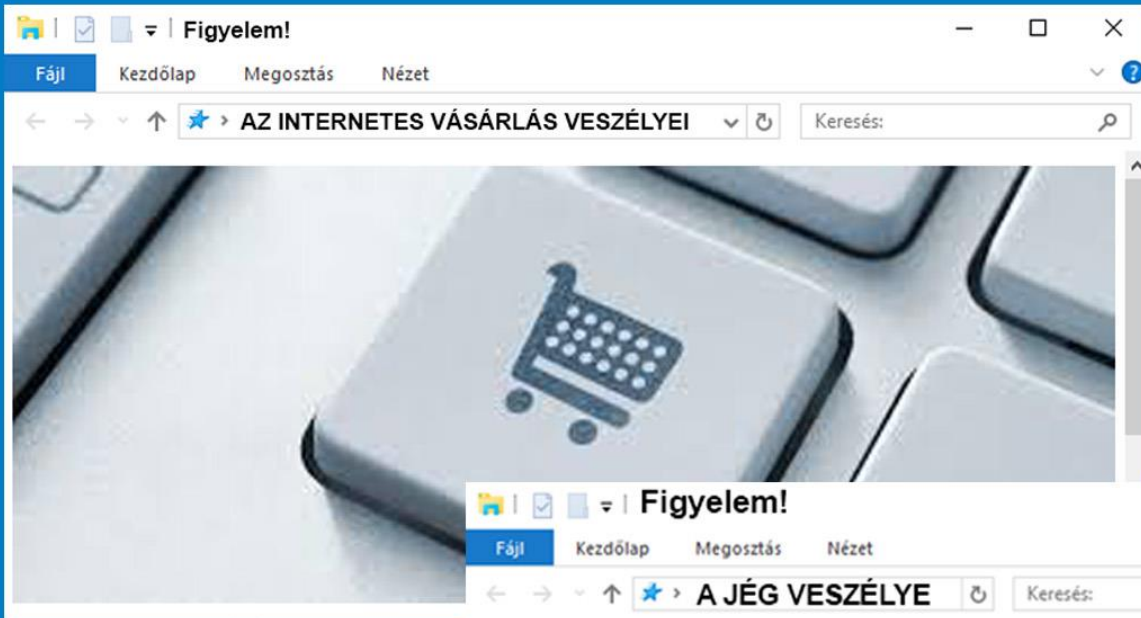 Figyelem!
Fájl Kezdőlap Megosztás Nézet
?
AZ INTERNETES VÁSÁRLÁS VESZÉLYEI Keresés:
Figyelem!
Fájl Kezdőlap Megosztás Nézet
A JÉG VESZÉLYE Keresés: